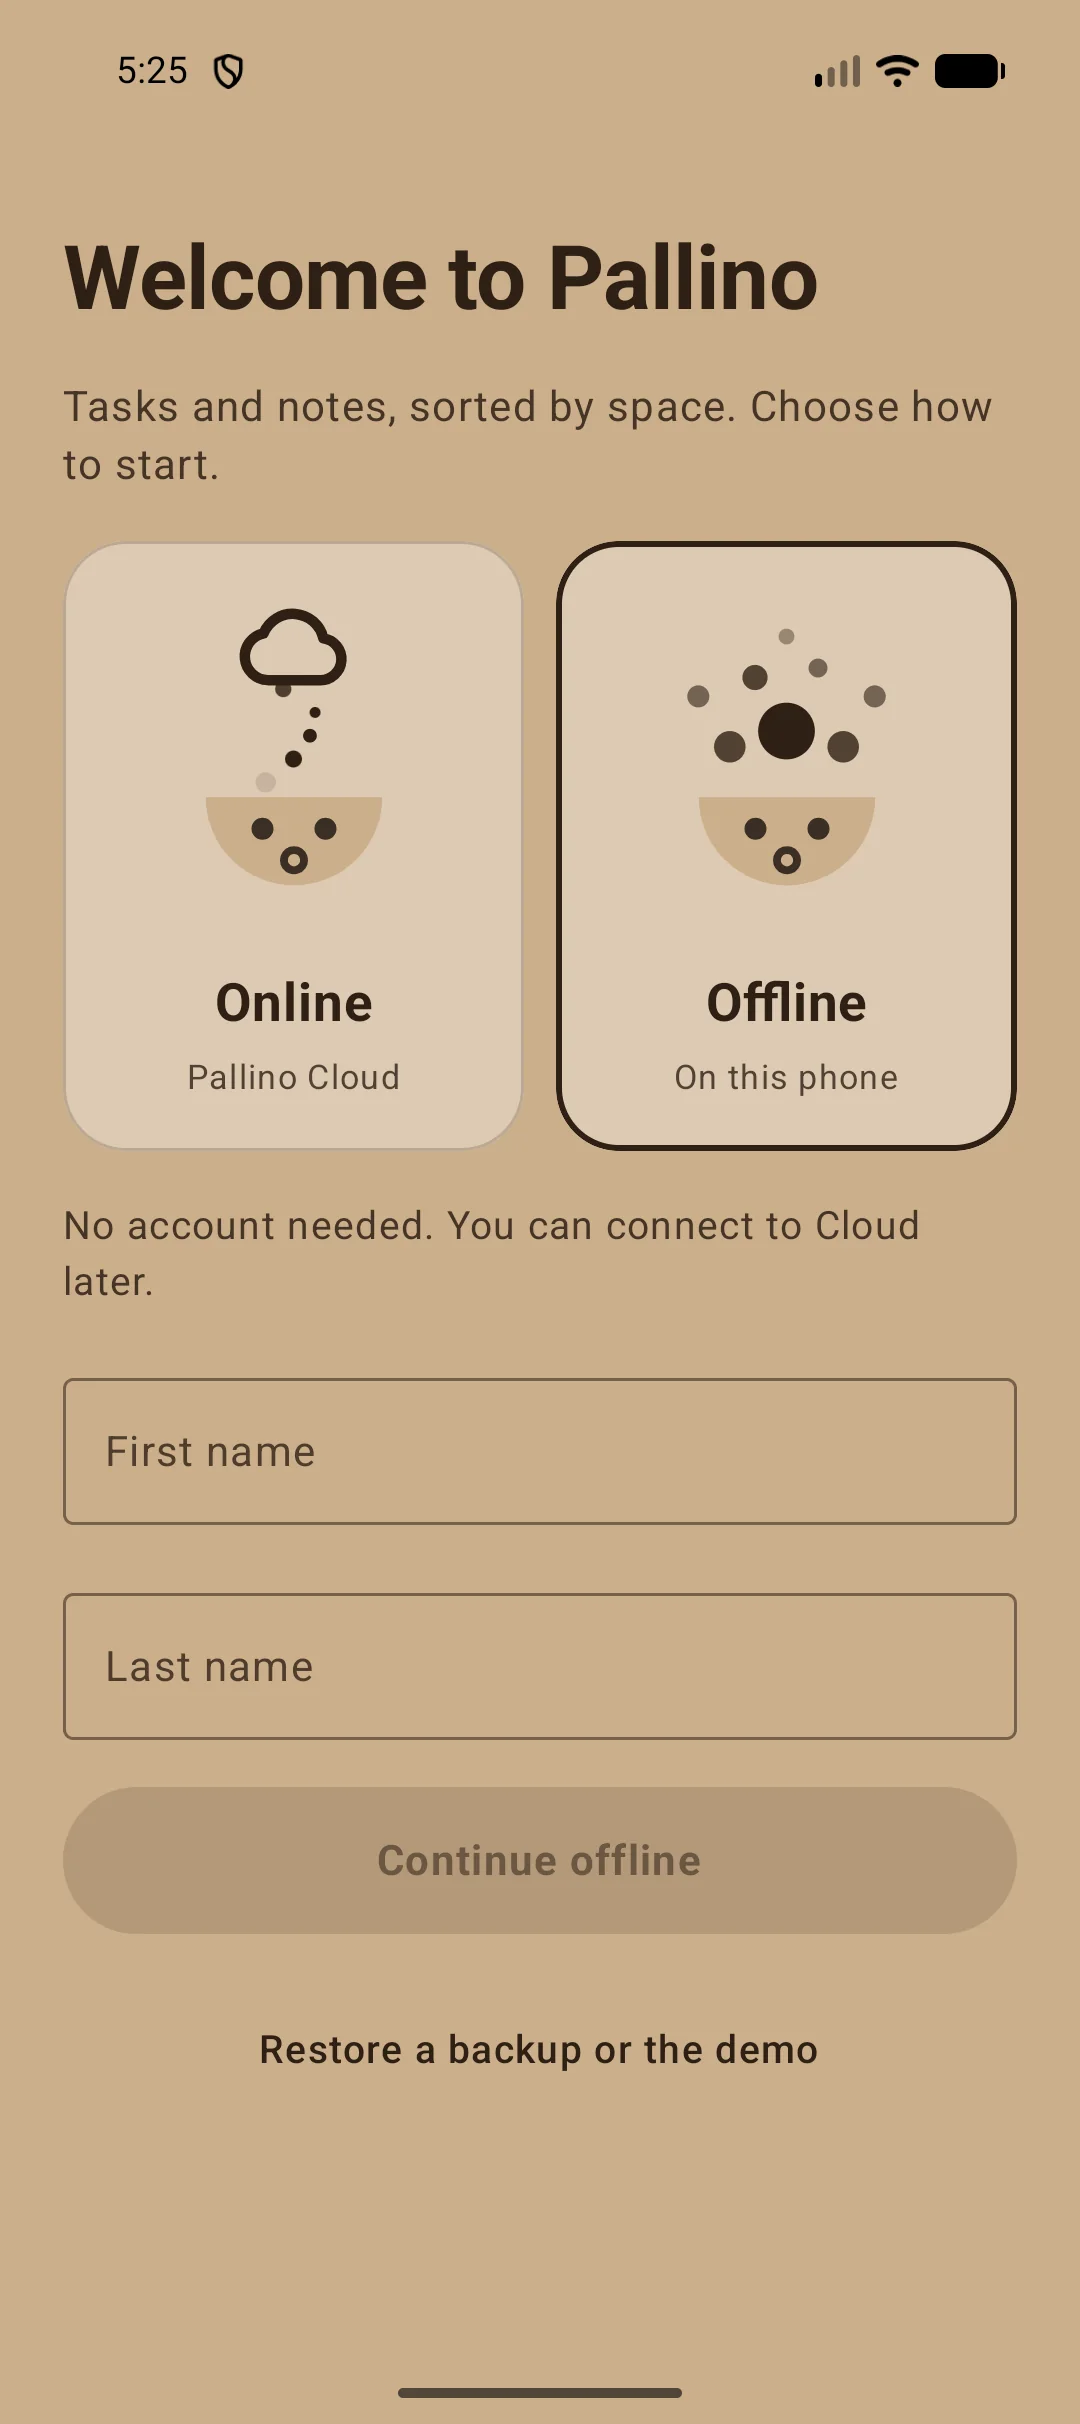 5:25
Welcome to Pallino
Tasks and notes, sorted by space. Choose how
to start.
Online
Pallino Cloud
Offline
On this phone
No account needed. You can connect to Cloud
later.
First name
Last name
Continue offline
Restore a backup or the demo